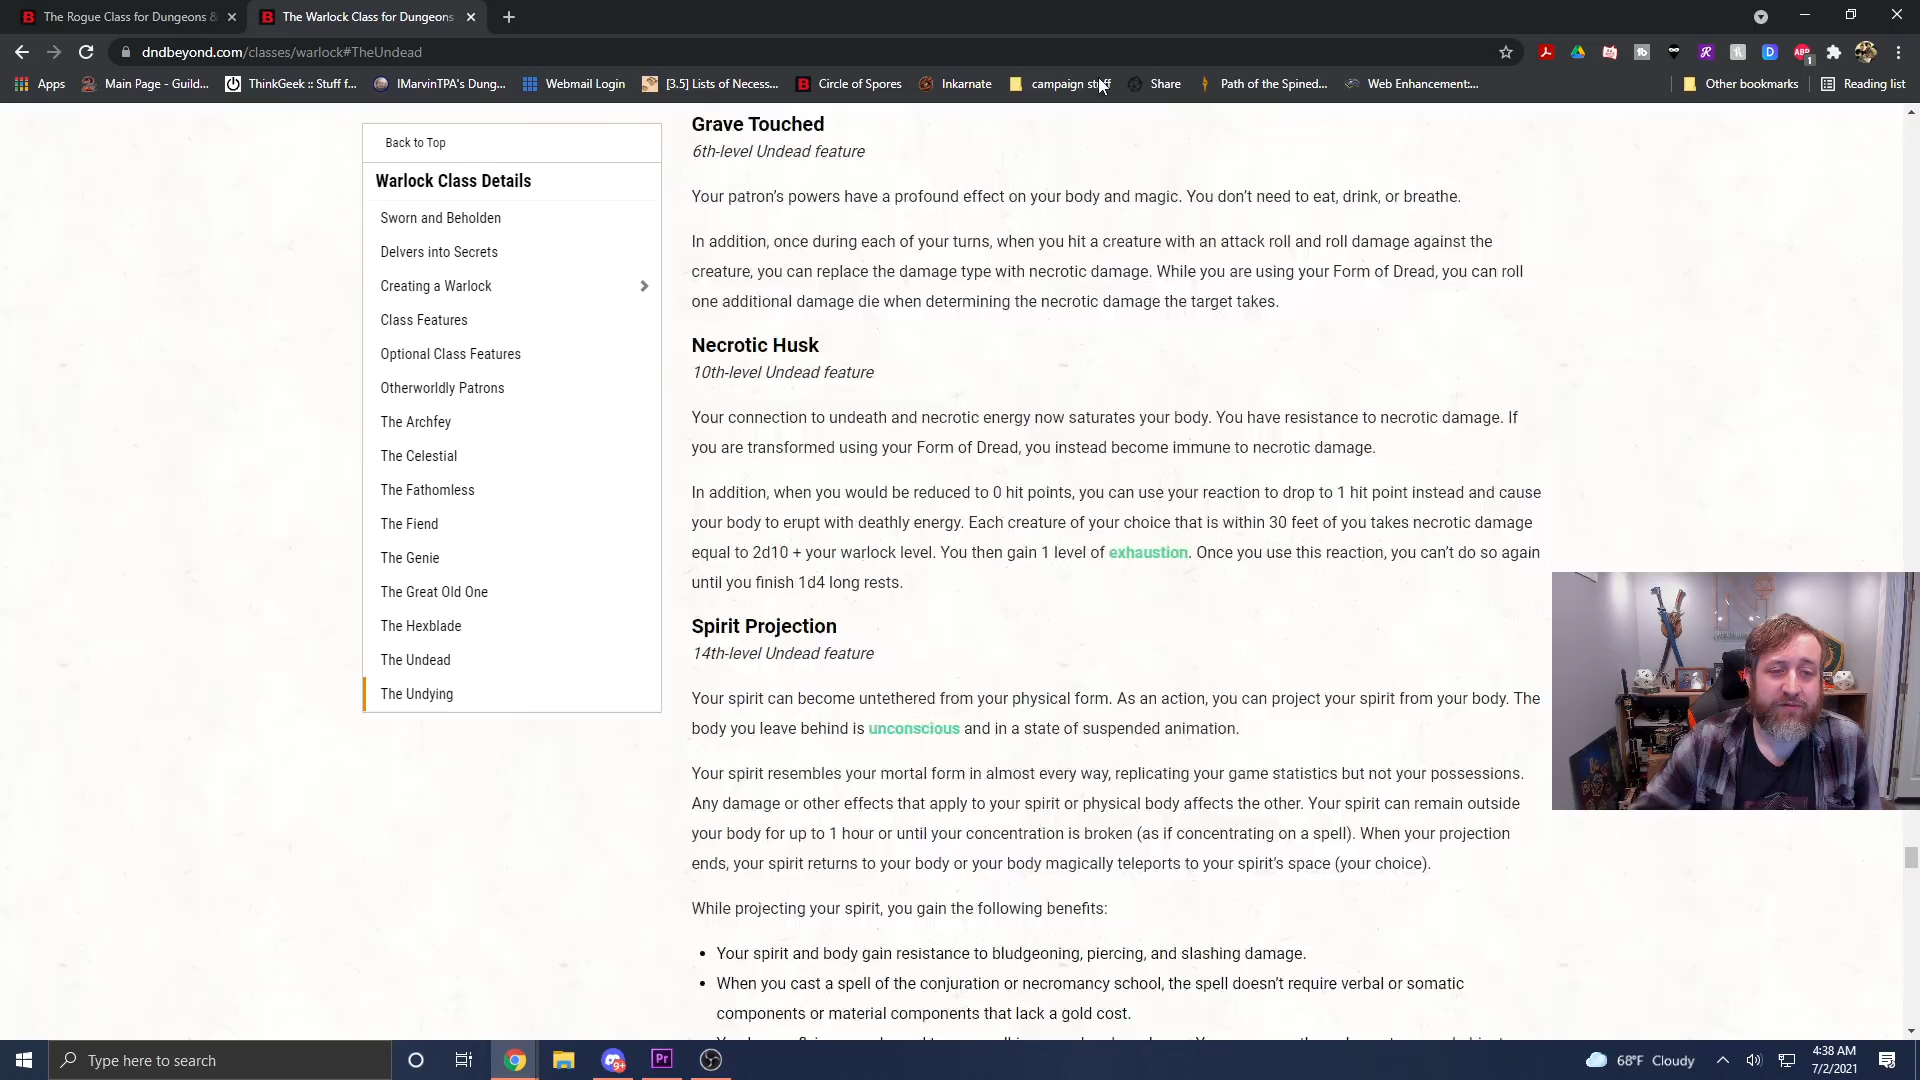 The Rogue Class for Dungeons &
The Warlock Class for Dungeons
dndbeyond.com/classes/warlock#TheUndead
Apps
Main Page - Guild...
ThinkGeek :: Stuff f...
IMarvinTPA's Dung...
Webmail Login
[3.5] Lists of Necess...
Circle of Spores
Inkarnate
campaign stuff
Share
Path of the Spined...
Web Enhancement:...
Other bookmarks
Reading list
Back to Top
Warlock Class Details
Sworn and Beholden
Delvers into Secrets
Creating a Warlock
Class Features
Optional Class Features
Otherworldly Patrons
The Archfey
The Celestial
The Fathomless
The Fiend
The Genie
The Great Old One
The Hexblade
The Undead
The Undying
Grave Touched
6th-level Undead feature
Your patron's powers have a profound effect on your body and magic. You don't need to eat, drink, or breathe.
In addition, once during each of your turns, when you hit a creature with an attack roll and roll damage against the
creature, you can replace the damage type with necrotic damage. While you are using your Form of Dread, you can roll
one additional damage die when determining the necrotic damage the target takes.
Necrotic Husk
10th-level Undead feature
Your connection to undeath and necrotic energy now saturates your body. You have resistance to necrotic damage. If
you are transformed using your Form of Dread, you instead become immune to necrotic damage.
In addition, when you would be reduced to 0 hit points, you can use your reaction to drop to 1 hit point instead and cause
your body to erupt with deathly energy. Each creature of your choice that is within 30 feet of you takes necrotic damage
equal to 2d10 + your warlock level. You then gain 1 level of exhaustion. Once you use this reaction, you can't do so again
until you finish 1d4 long rests.
Spirit Projection
14th-level Undead feature
Your spirit can become untethered from your physical form. As an action, you can project your spirit from your body. The
body you leave behind is unconscious and in a state of suspended animation.
Your spirit resembles your mortal form in almost every way, replicating your game statistics but not your possessions.
Any damage or other effects that apply to your spirit or physical body affects the other. Your spirit can remain outside
your body for up to 1 hour or until your concentration is broken (as if concentrating on a spell). When your projection
ends, your spirit returns to your body or your body magically teleports to your spirit's space (your choice).
While projecting your spirit, you gain the following benefits:
• Your spirit and body gain resistance to bludgeoning, piercing, and slashing damage.
• When you cast a spell of the conjuration or necromancy school, the spell doesn't require verbal or somatic
components or material components that lack a gold cost.
Type here to search
9+
Pr
68°F Cloudy
4:38 AM
7/2/2021